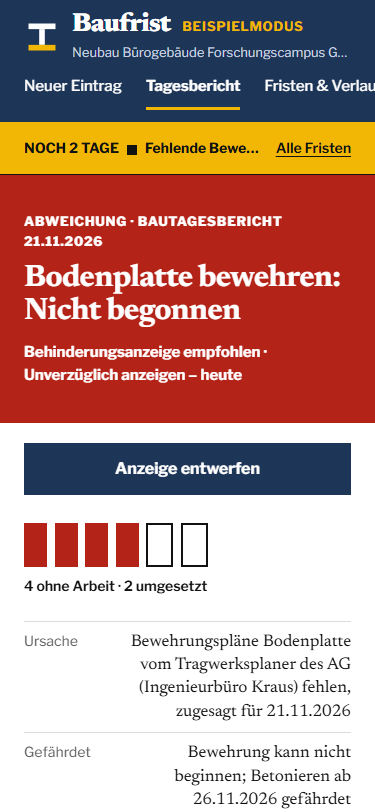 Baufrist BEISPIELMODUS
Neubau Bürogebäude Forschungscampus G...
Neuer Eintrag Tagesbericht Fristen & Verlau
NOCH 2 TAGE ■ Fehlende Bewe... Alle Fristen
ABWEICHUNG · BAUTAGESBERICHT
21.11.2026
Bodenplatte bewehren:
Nicht begonnen
Behinderungsanzeige empfohlen ·
Unverzüglich anzeigen – heute
Anzeige entwerfen
4 ohne Arbeit · 2 umgesetzt
Ursache Bewehrungspläne Bodenplatte
vom Tragwerksplaner des AG
(Ingenieurbüro Kraus) fehlen,
zugesagt für 21.11.2026
Gefährdet Bewehrung kann nicht
beginnen; Betonieren ab
26.11.2026 gefährdet